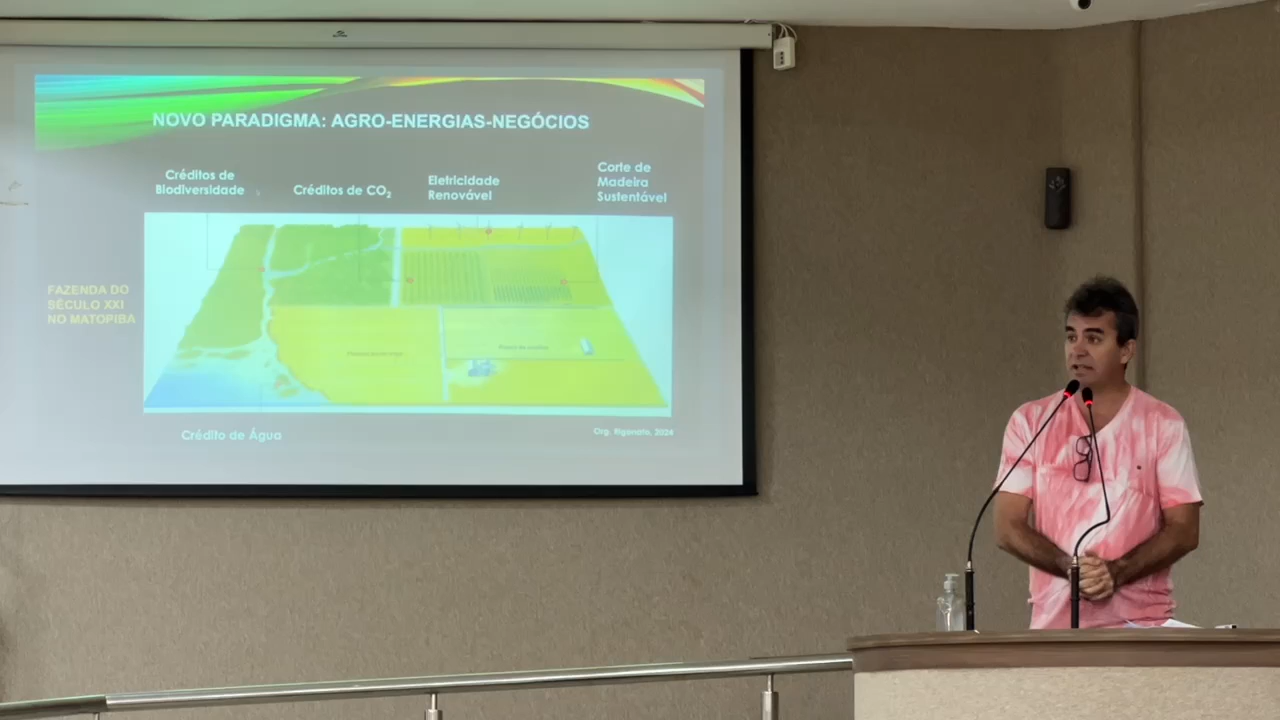 NOVO PARADIGMA: AGRO-ENERGIAS-NEGÓCIOS
Créditos de
Biodiversidade
Créditos de CO₂
Eletricidade
Renovável
Corte de
Madeira
Sustentável
FAZENDA DO
SÉCULO XXI
NO MATOPIBA
Crédito de Água
Org. Rigonato, 2024